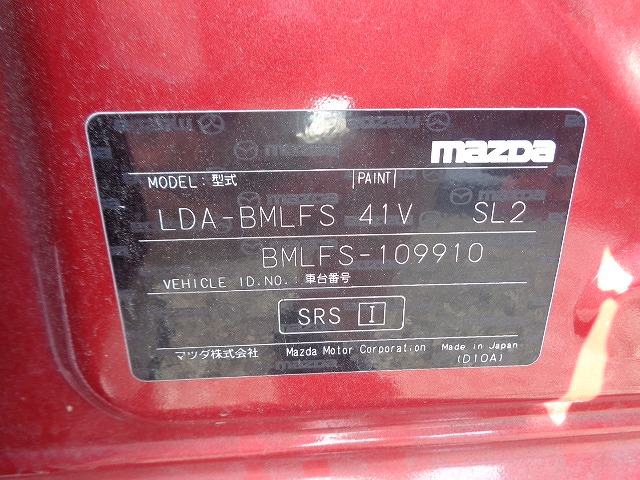 mazda
MODEL:型式 PAINT
LDA-BMLFS 41V SL2
BMLFS-109910
VEHICLE ID.NO.:車台番号
SRS I
マツダ株式会社 Mazda Motor Corporation Made in Japan
(D10A)